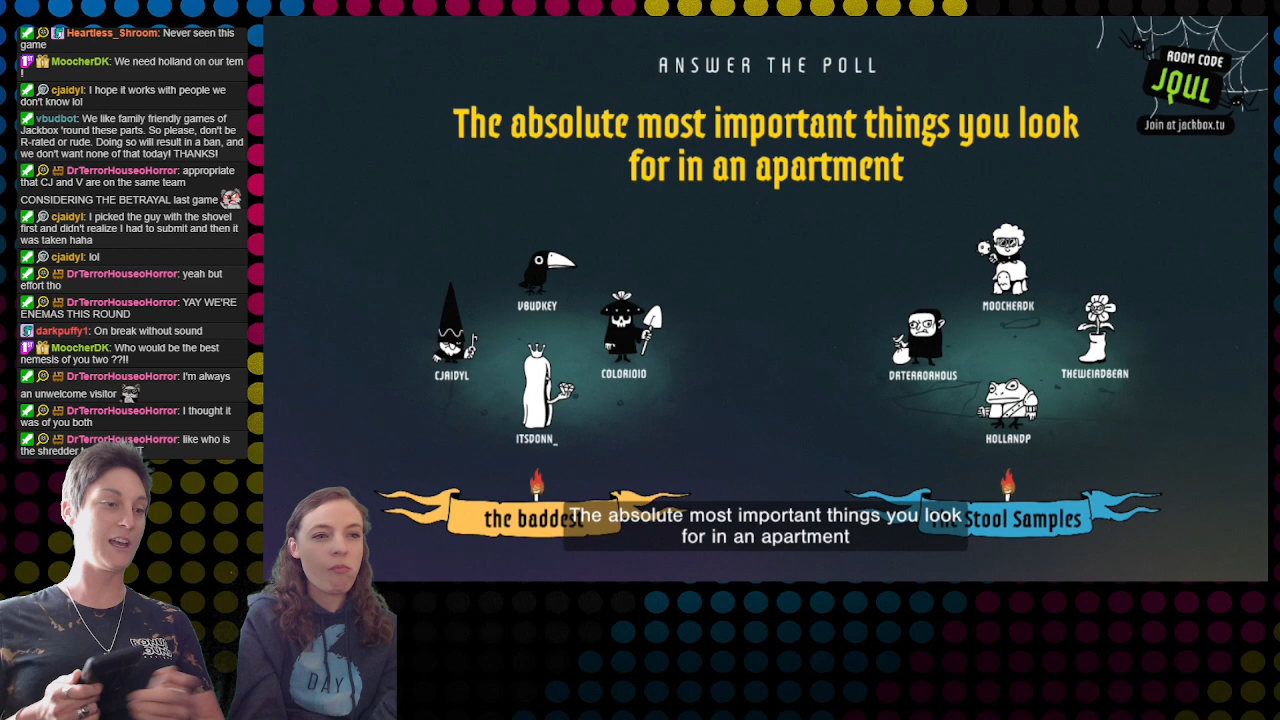 Heartless_Shroom: Never seen this
game
MoocherDK: We need holland on our tem
!
cjaidyl: I hope it works with people we
don't know lol
vbudbot: We like family friendly games of
Jackbox 'round these parts. So please, don't be
R-rated or rude. Doing so will result in a ban, and
we don't want none of that today! THANKS!
DrTerrorHouseoHorror: appropriate
that CJ and V are on the same team
CONSIDERING THE BETRAYAL last game
cjaidyl: I picked the guy with the shovel
first and didn't realize I had to submit and then it
was taken haha
cjaidyl: lol
DrTerrorHouseoHorror: yeah but
effort tho
DrTerrorHouseoHorror: YAY WE'RE
ENEMAS THIS ROUND
darkpuffy1: On break without sound
MoocherDK: Who would be the best
nemesis of you two ??!!
DrTerrorHouseoHorror: I'm always
an unwelcome visitor
DrTerrorHouseoHorror: I thought it
was of you both
DrTerrorHouseoHorror: like who is
the shredder
ANSWER THE POLL
The absolute most important things you look
for in an apartment
ROOM CODE
JQUL
Join at jackbox.tv
VBUDKEY
CJAIDYL
COLORIOIO
ITSDONN_
MOOCHERDK
DRTERRORHOUS
THEWEIRDBEAN
HOLLANDP
the baddest
The Stool Samples
The absolute most important things you look
for in an apartment
DAY